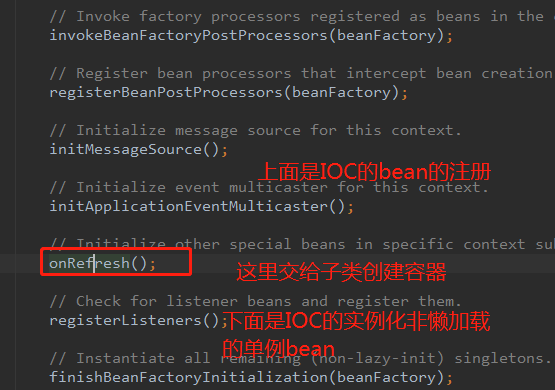 // Invoke factory processors registered as beans in the
invokeBeanFactoryPostProcessors(beanFactory);
// Register bean processors that intercept bean creation
registerBeanPostProcessors(beanFactory);
// Initialize message source for this context.
initMessageSource();
上面是IOC的bean的注册
// Initialize event multicaster for this context.
initApplicationEventMulticaster();
// Initialize other special beans in specific context su
onRefresh();
这里交给子类创建容器
// Check for listener beans and register them.
registerListeners();
下面是IOC的实例化非懒加载
的单例bean
// Instantiate all remaining (non-lazy-init) singletons.
finishBeanFactoryInitialization(beanFactory);